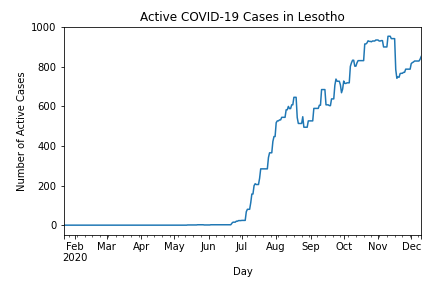 Active COVID-19 Cases in Lesotho
Number of Active Cases
1000
800
600
400
200
0
Feb Mar Apr May Jun Jul Aug Sep Oct Nov Dec
2020
Day